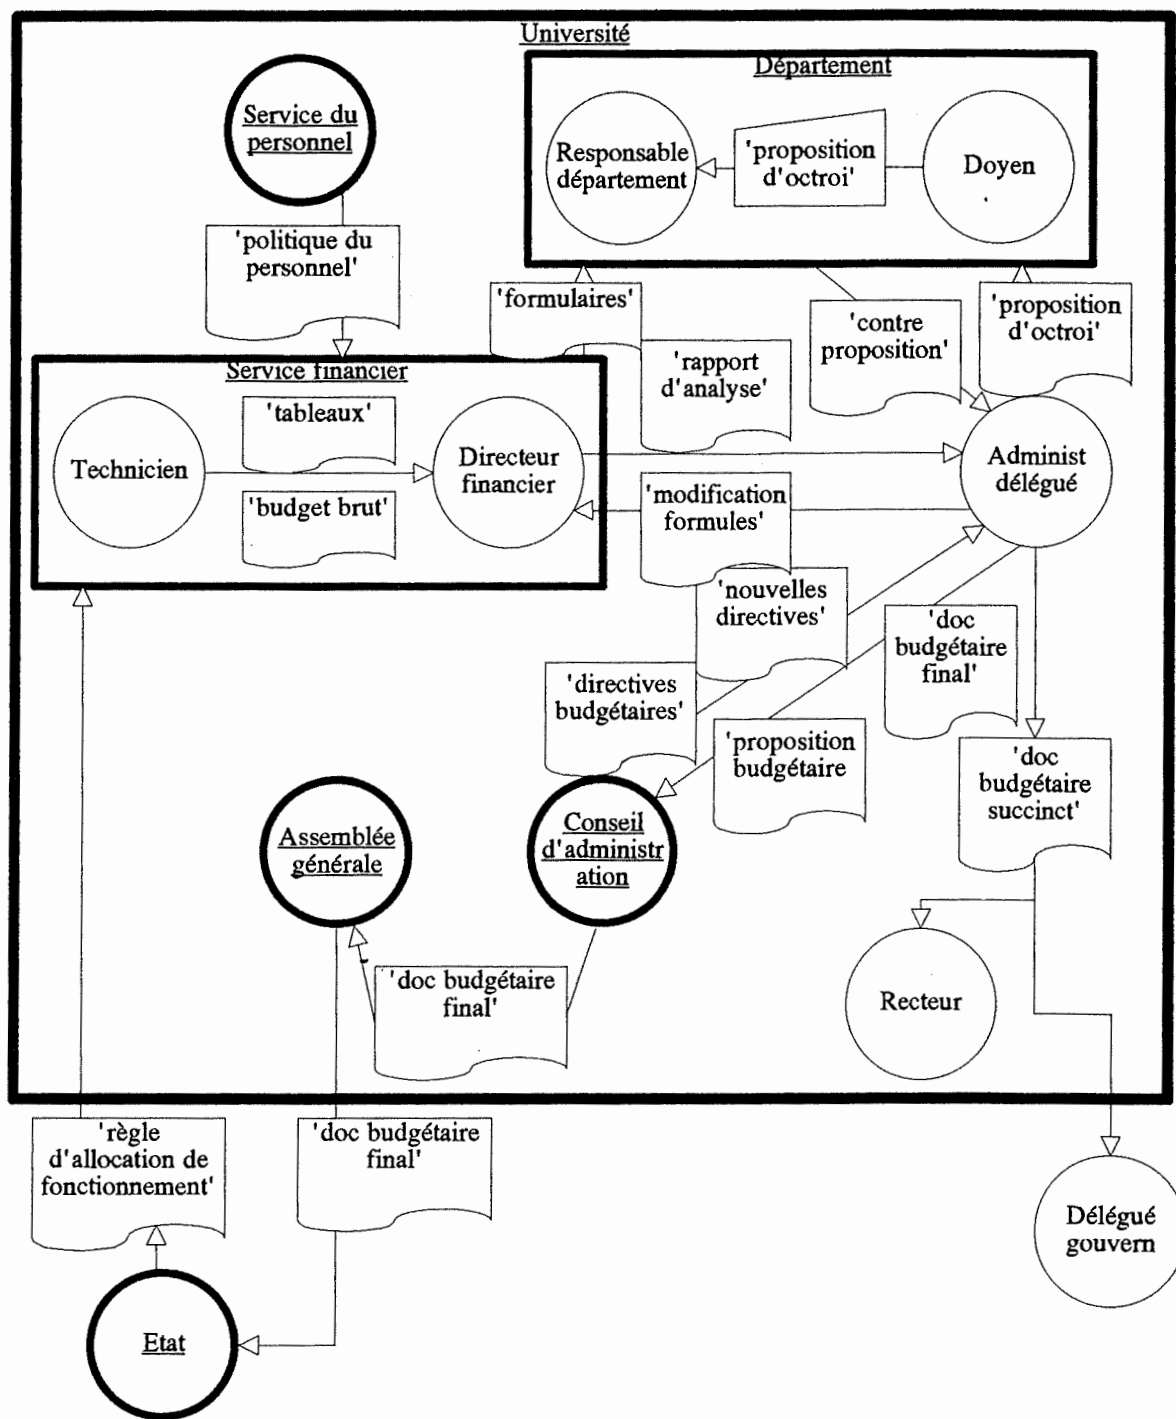 Université
Département
Service du
personnel
Responsable
département
'proposition
d'octroi'
Doyen
'politique du
personnel'
'formulaires'
'contre
proposition'
'proposition
d'octroi'
'rapport
d'analyse'
Service financier
'tableaux'
Technicien
Directeur
financier
Administ
délégué
'budget brut'
'modification
formules'
'nouvelles
directives'
'doc
budgétaire
final'
'directives
budgétaires'
'proposition
budgétaire
'doc
budgétaire
succinct'
Assemblée
générale
Conseil
d'administr
ation
'doc budgétaire
final'
Recteur
'règle
d'allocation de
fonctionnement'
'doc budgétaire
final'
Délégué
gouvern
Etat